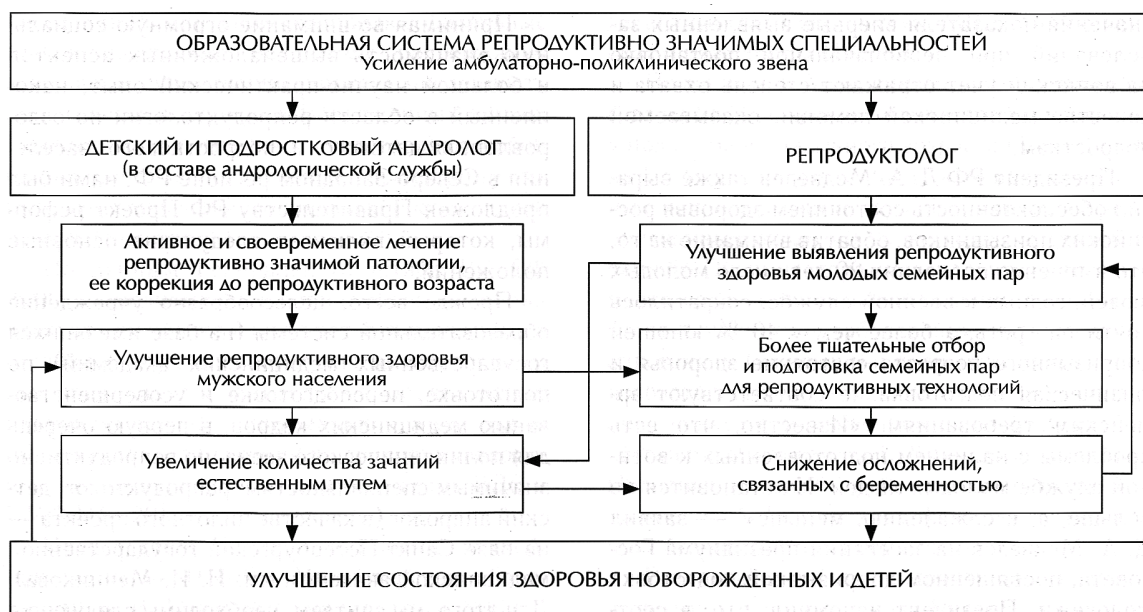 ОБРАЗОВАТЕЛЬНАЯ СИСТЕМА РЕПРОДУКТИВНО ЗНАЧИМЫХ СПЕЦИАЛЬНОСТЕЙ
Усиление амбулаторно-поликлинического звена
ДЕТСКИЙ И ПОДРОСТКОВЫЙ АНДРОЛОГ
(в составе андрологической службы)
РЕПРОДУКТОЛОГ
Активное и своевременное лечение
репродуктивно значимой патологии,
ее коррекция до репродуктивного возраста
Улучшение выявления репродуктивного
здоровья молодых семейных пар
Улучшение репродуктивного здоровья
мужского населения
Более тщательные отбор
и подготовка семейных пар
для репродуктивных технологий
Увеличение количества зачатий
естественным путем
Снижение осложнений,
связанных с беременностью
УЛУЧШЕНИЕ СОСТОЯНИЯ ЗДОРОВЬЯ НОВОРОЖДЕННЫХ И ДЕТЕЙ